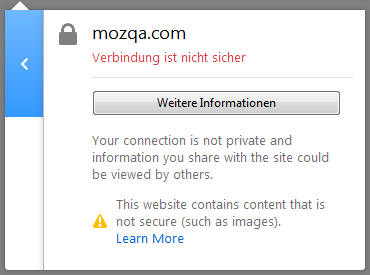 mozqa.com
Verbindung ist nicht sicher
Weitere Informationen
Your connection is not private and
information you share with the site could
be viewed by others.
This website contains content that is
not secure (such as images).
Learn More